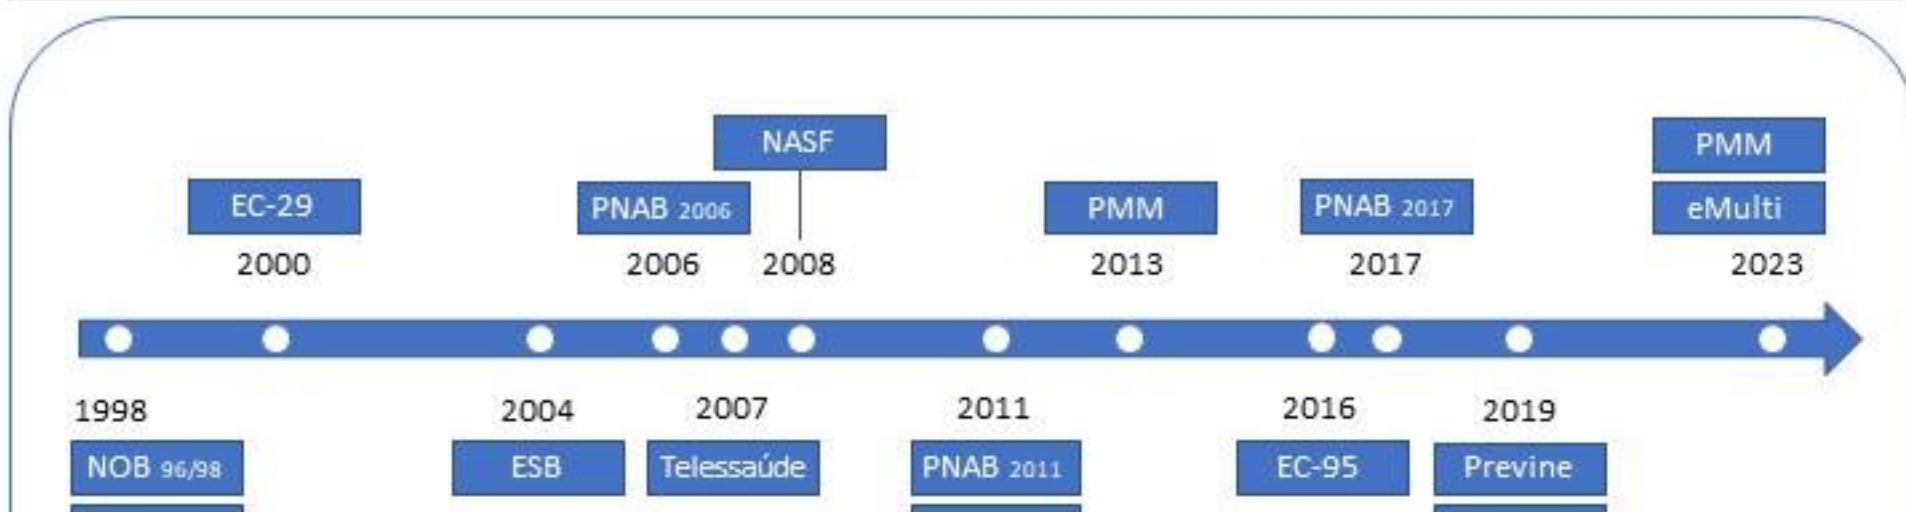 NASF
PMM
EC-29
PNAB 2006
PMM
PNAB 2017
eMulti
2000
2006
2008
2013
2017
2023
1998
2004
2007
2011
2016
2019
NOB 96/98
ESB
Telessaúde
PNAB 2011
EC-95
Previne